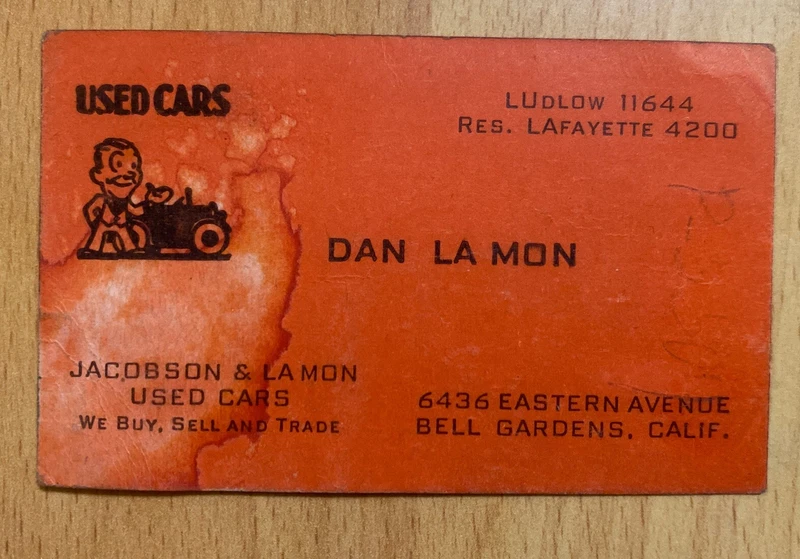 USED CARS
LUDLOW 11644
RES. LAFAYETTE 4200
DAN LA MON
JACOBSON & LA MON
USED CARS
WE BUY, SELL AND TRADE
6436 EASTERN AVENUE
BELL GARDENS, CALIF.